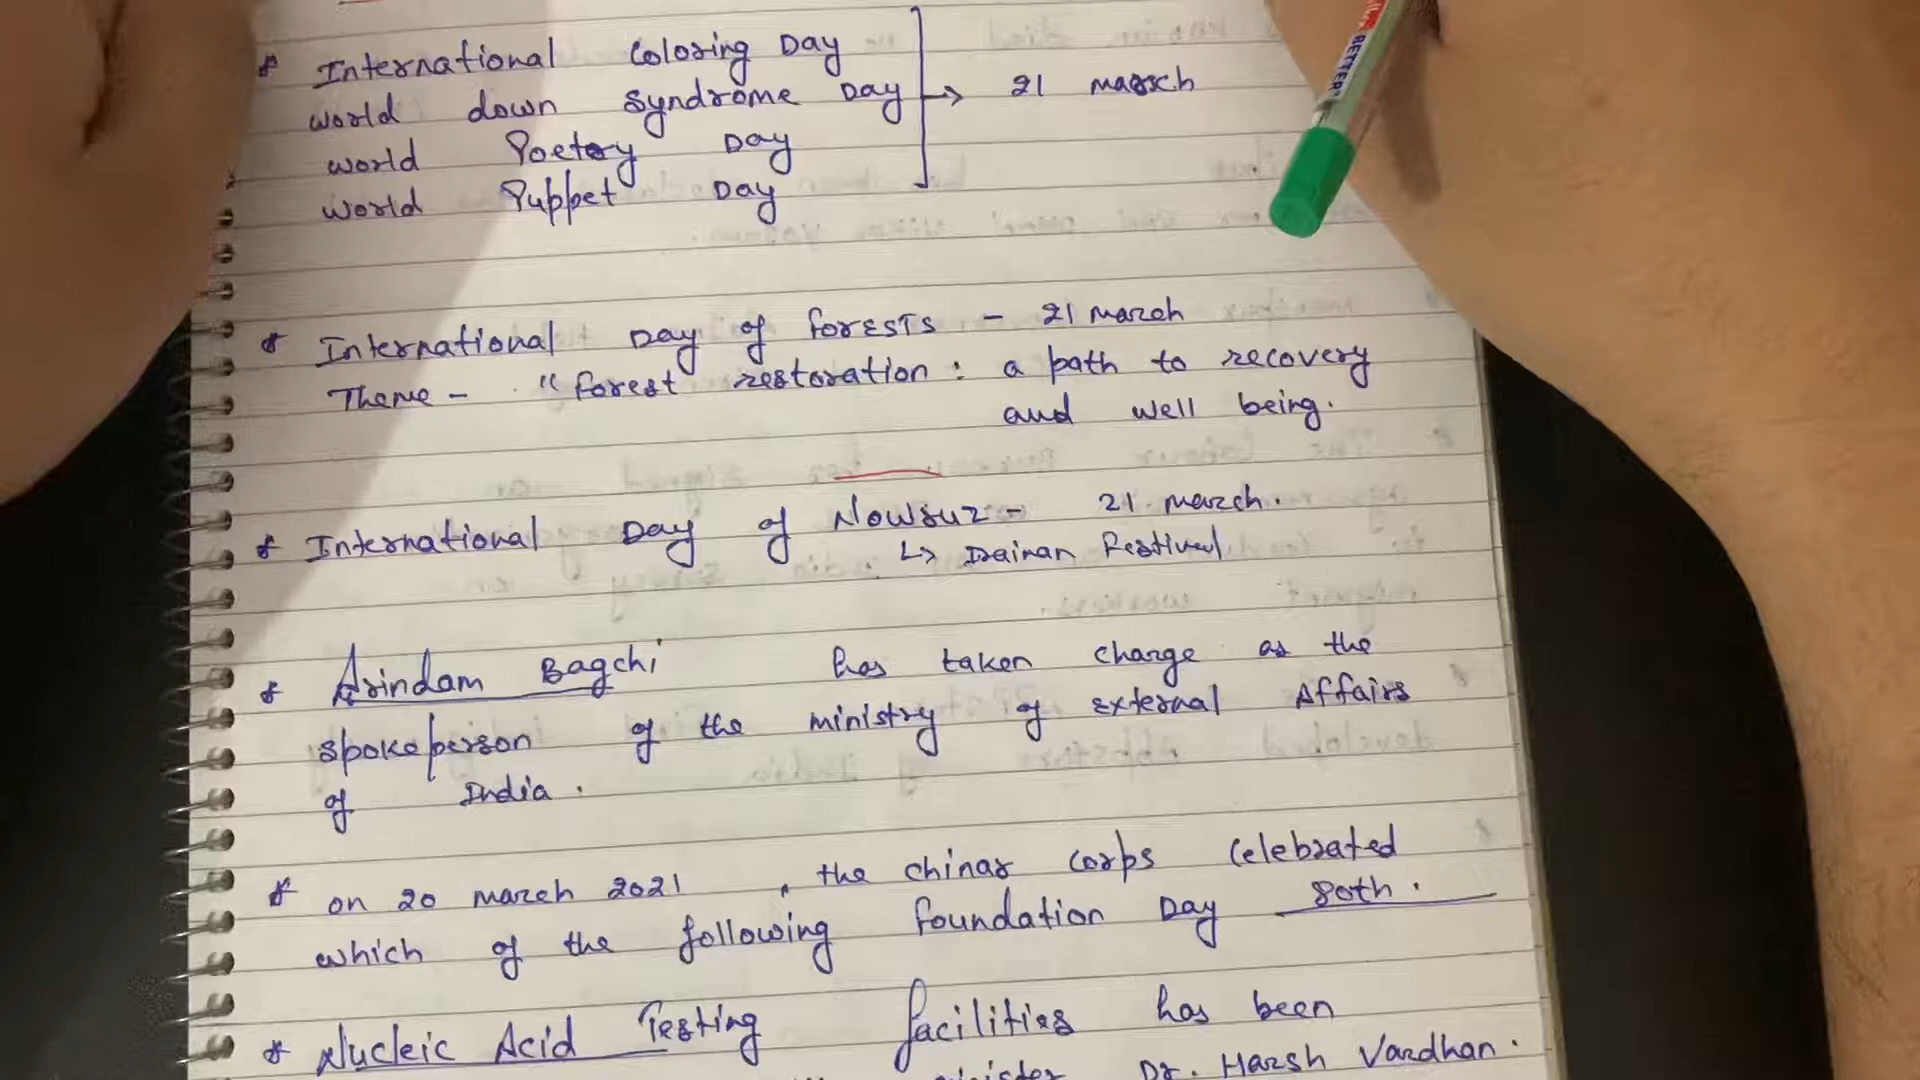 * International Coloring Day
world down syndrome Day → 21 march
world Poetry Day
world Puppet Day
* International Day of forests - 21 march
Theme - "forest restoration : a path to recovery
and well being.
* International Day of Nowruz - 21 march.
↳ Irainan Festival
* Arindam Bagchi has taken charge as the
spokeperson of the ministry of external Affairs
of India.
* on 20 march 2021, the chinar corps celebrated
which of the following foundation Day 80th.
* Nucleic Acid Testing facilities has been
Dr. Harsh Vardhan.
BETTER